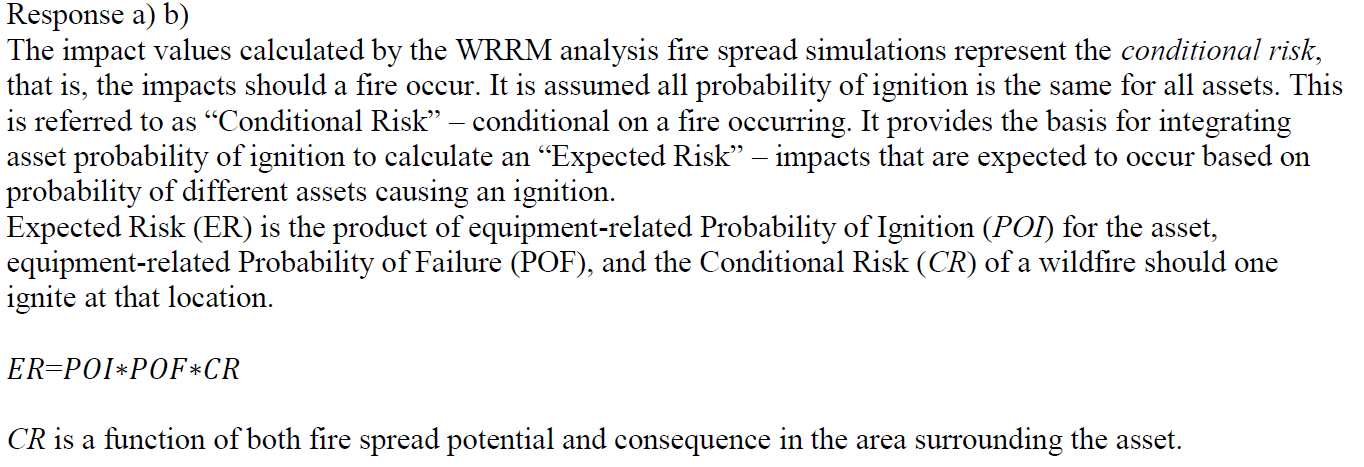 Response a) b)
The impact values calculated by the WRRM analysis fire spread simulations represent the conditional risk,
that is, the impacts should a fire occur. It is assumed all probability of ignition is the same for all assets. This
is referred to as “Conditional Risk” – conditional on a fire occurring. It provides the basis for integrating
asset probability of ignition to calculate an “Expected Risk” – impacts that are expected to occur based on
probability of different assets causing an ignition.
Expected Risk (ER) is the product of equipment-related Probability of Ignition (POI) for the asset,
equipment-related Probability of Failure (POF), and the Conditional Risk (CR) of a wildfire should one
ignite at that location.
ER=POI∗POF∗CR
CR is a function of both fire spread potential and consequence in the area surrounding the asset.